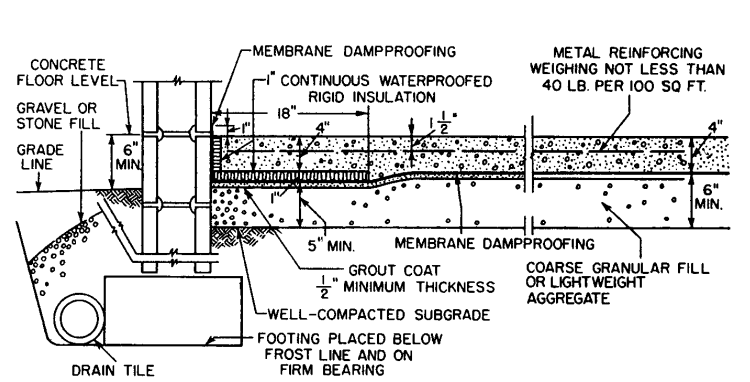 MEMBRANE DAMPPROOFING
CONCRETE
FLOOR LEVEL
METAL REINFORCING
WEIGHING NOT LESS THAN
40 LB. PER 100 SQ FT.
1" CONTINUOUS WATERPROOFED
RIGID INSULATION
GRAVEL OR
STONE FILL
18"
1"
4"
1 1/2"
4"
6"
MIN.
GRADE
LINE
1"
6"
MIN.
5" MIN.
MEMBRANE DAMPPROOFING
GROUT COAT
1/2" MINIMUM THICKNESS
COARSE GRANULAR FILL
OR LIGHTWEIGHT
AGGREGATE
WELL-COMPACTED SUBGRADE
FOOTING PLACED BELOW
FROST LINE AND ON
FIRM BEARING
DRAIN TILE